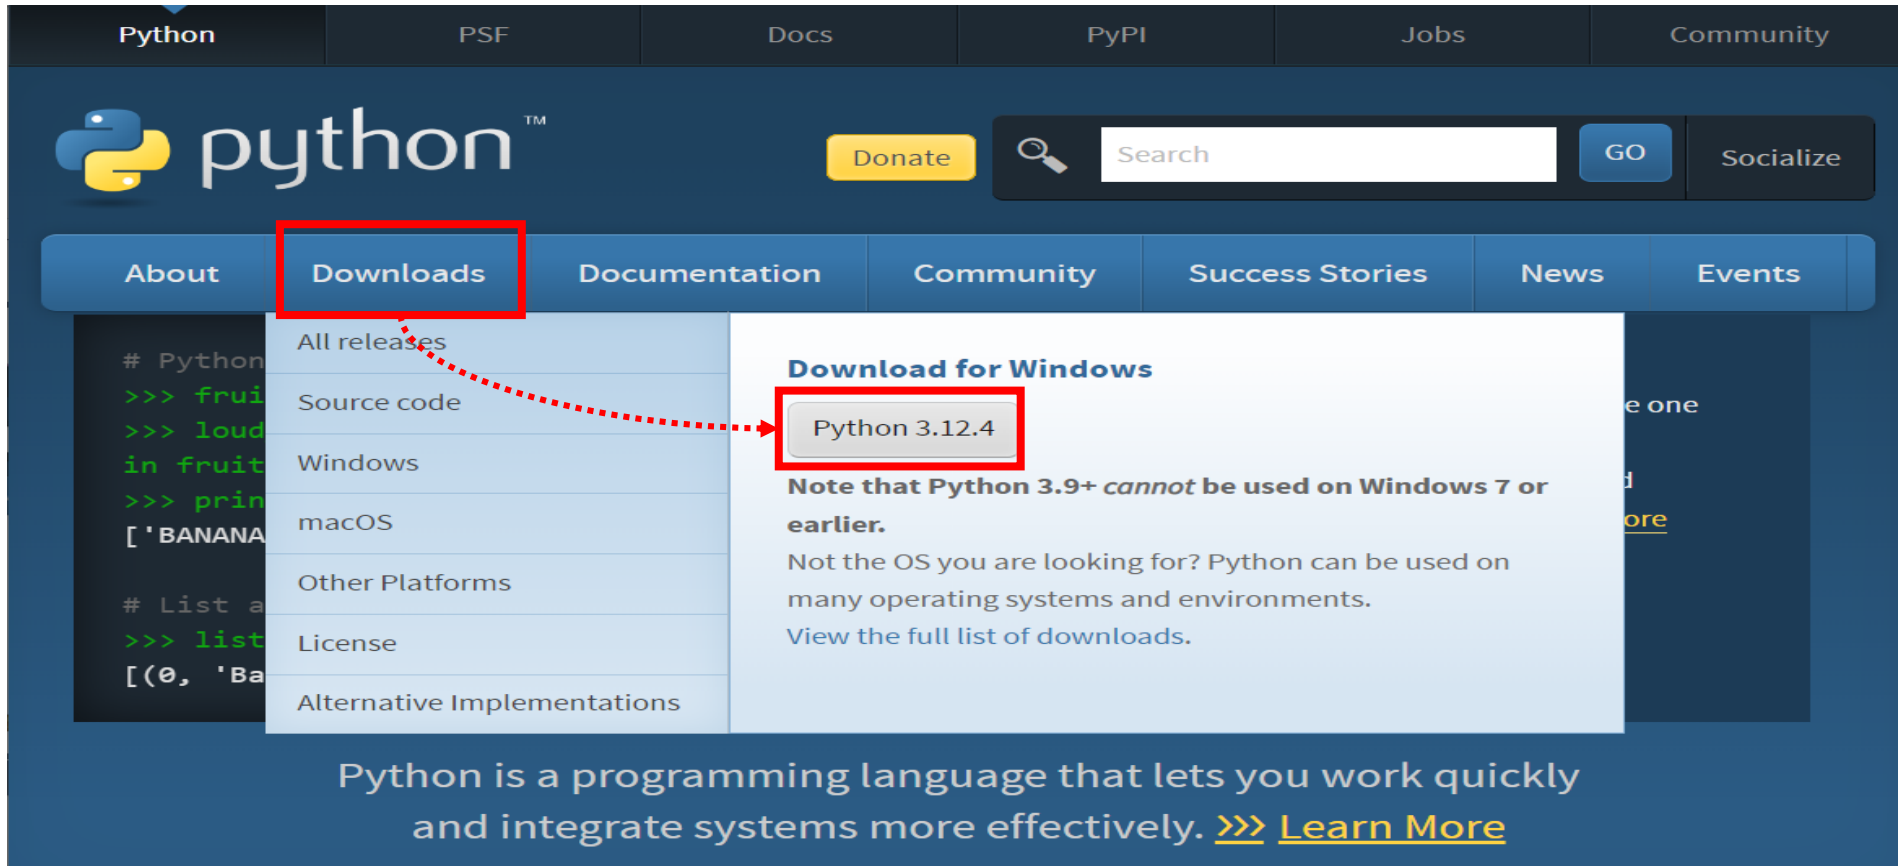 Python PSF Docs PyPI Jobs Community
python™
Donate Search GO Socialize
About Downloads Documentation Community Success Stories News Events
All releases
Source code
Windows
macOS
Other Platforms
License
Alternative Implementations
Download for Windows
Python 3.12.4
Note that Python 3.9+ cannot be used on Windows 7 or
earlier.
Not the OS you are looking for? Python can be used on
many operating systems and environments.
View the full list of downloads.
# Python
>>> frui
>>> loud
in fruit
>>> prin
['BANANA
# List a
>>> list
[(0, 'Ba
e one
d
ore
Python is a programming language that lets you work quickly
and integrate systems more effectively. >>> Learn More